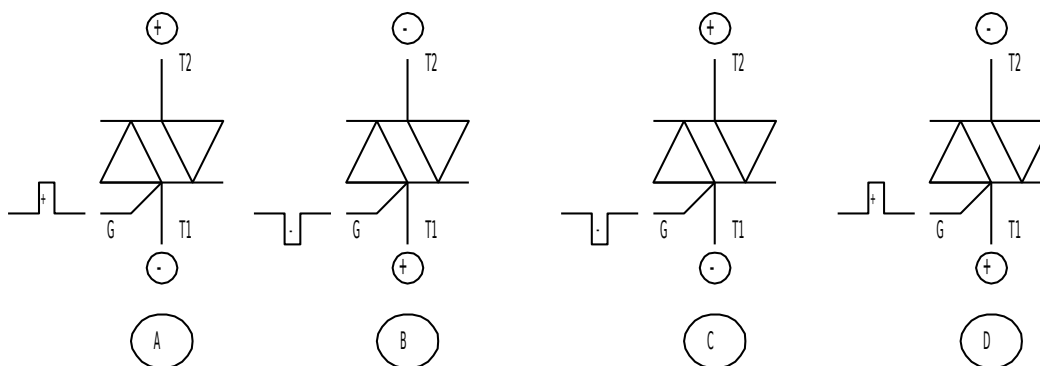 + - + -
T2 T2 T2 T2
+ - - +
G T1 G T1 G T1 G T1
- + - +
A B C D